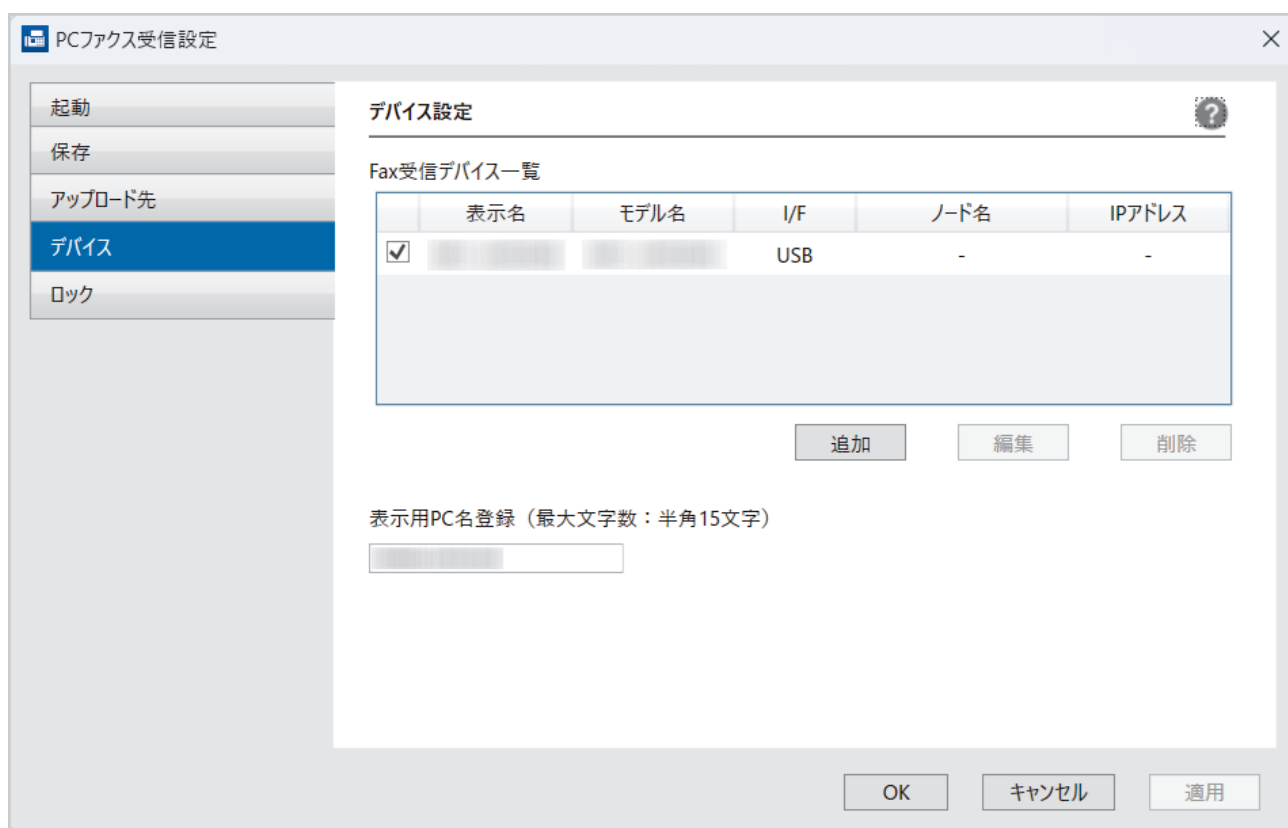 PCファクス受信設定
起動
保存
アップロード先
デバイス
ロック
デバイス設定
?
Fax受信デバイス一覧
表示名 モデル名 I/F ノード名 IPアドレス
USB - -
追加 編集 削除
表示用PC名登録（最大文字数：半角15文字）
OK キャンセル 適用